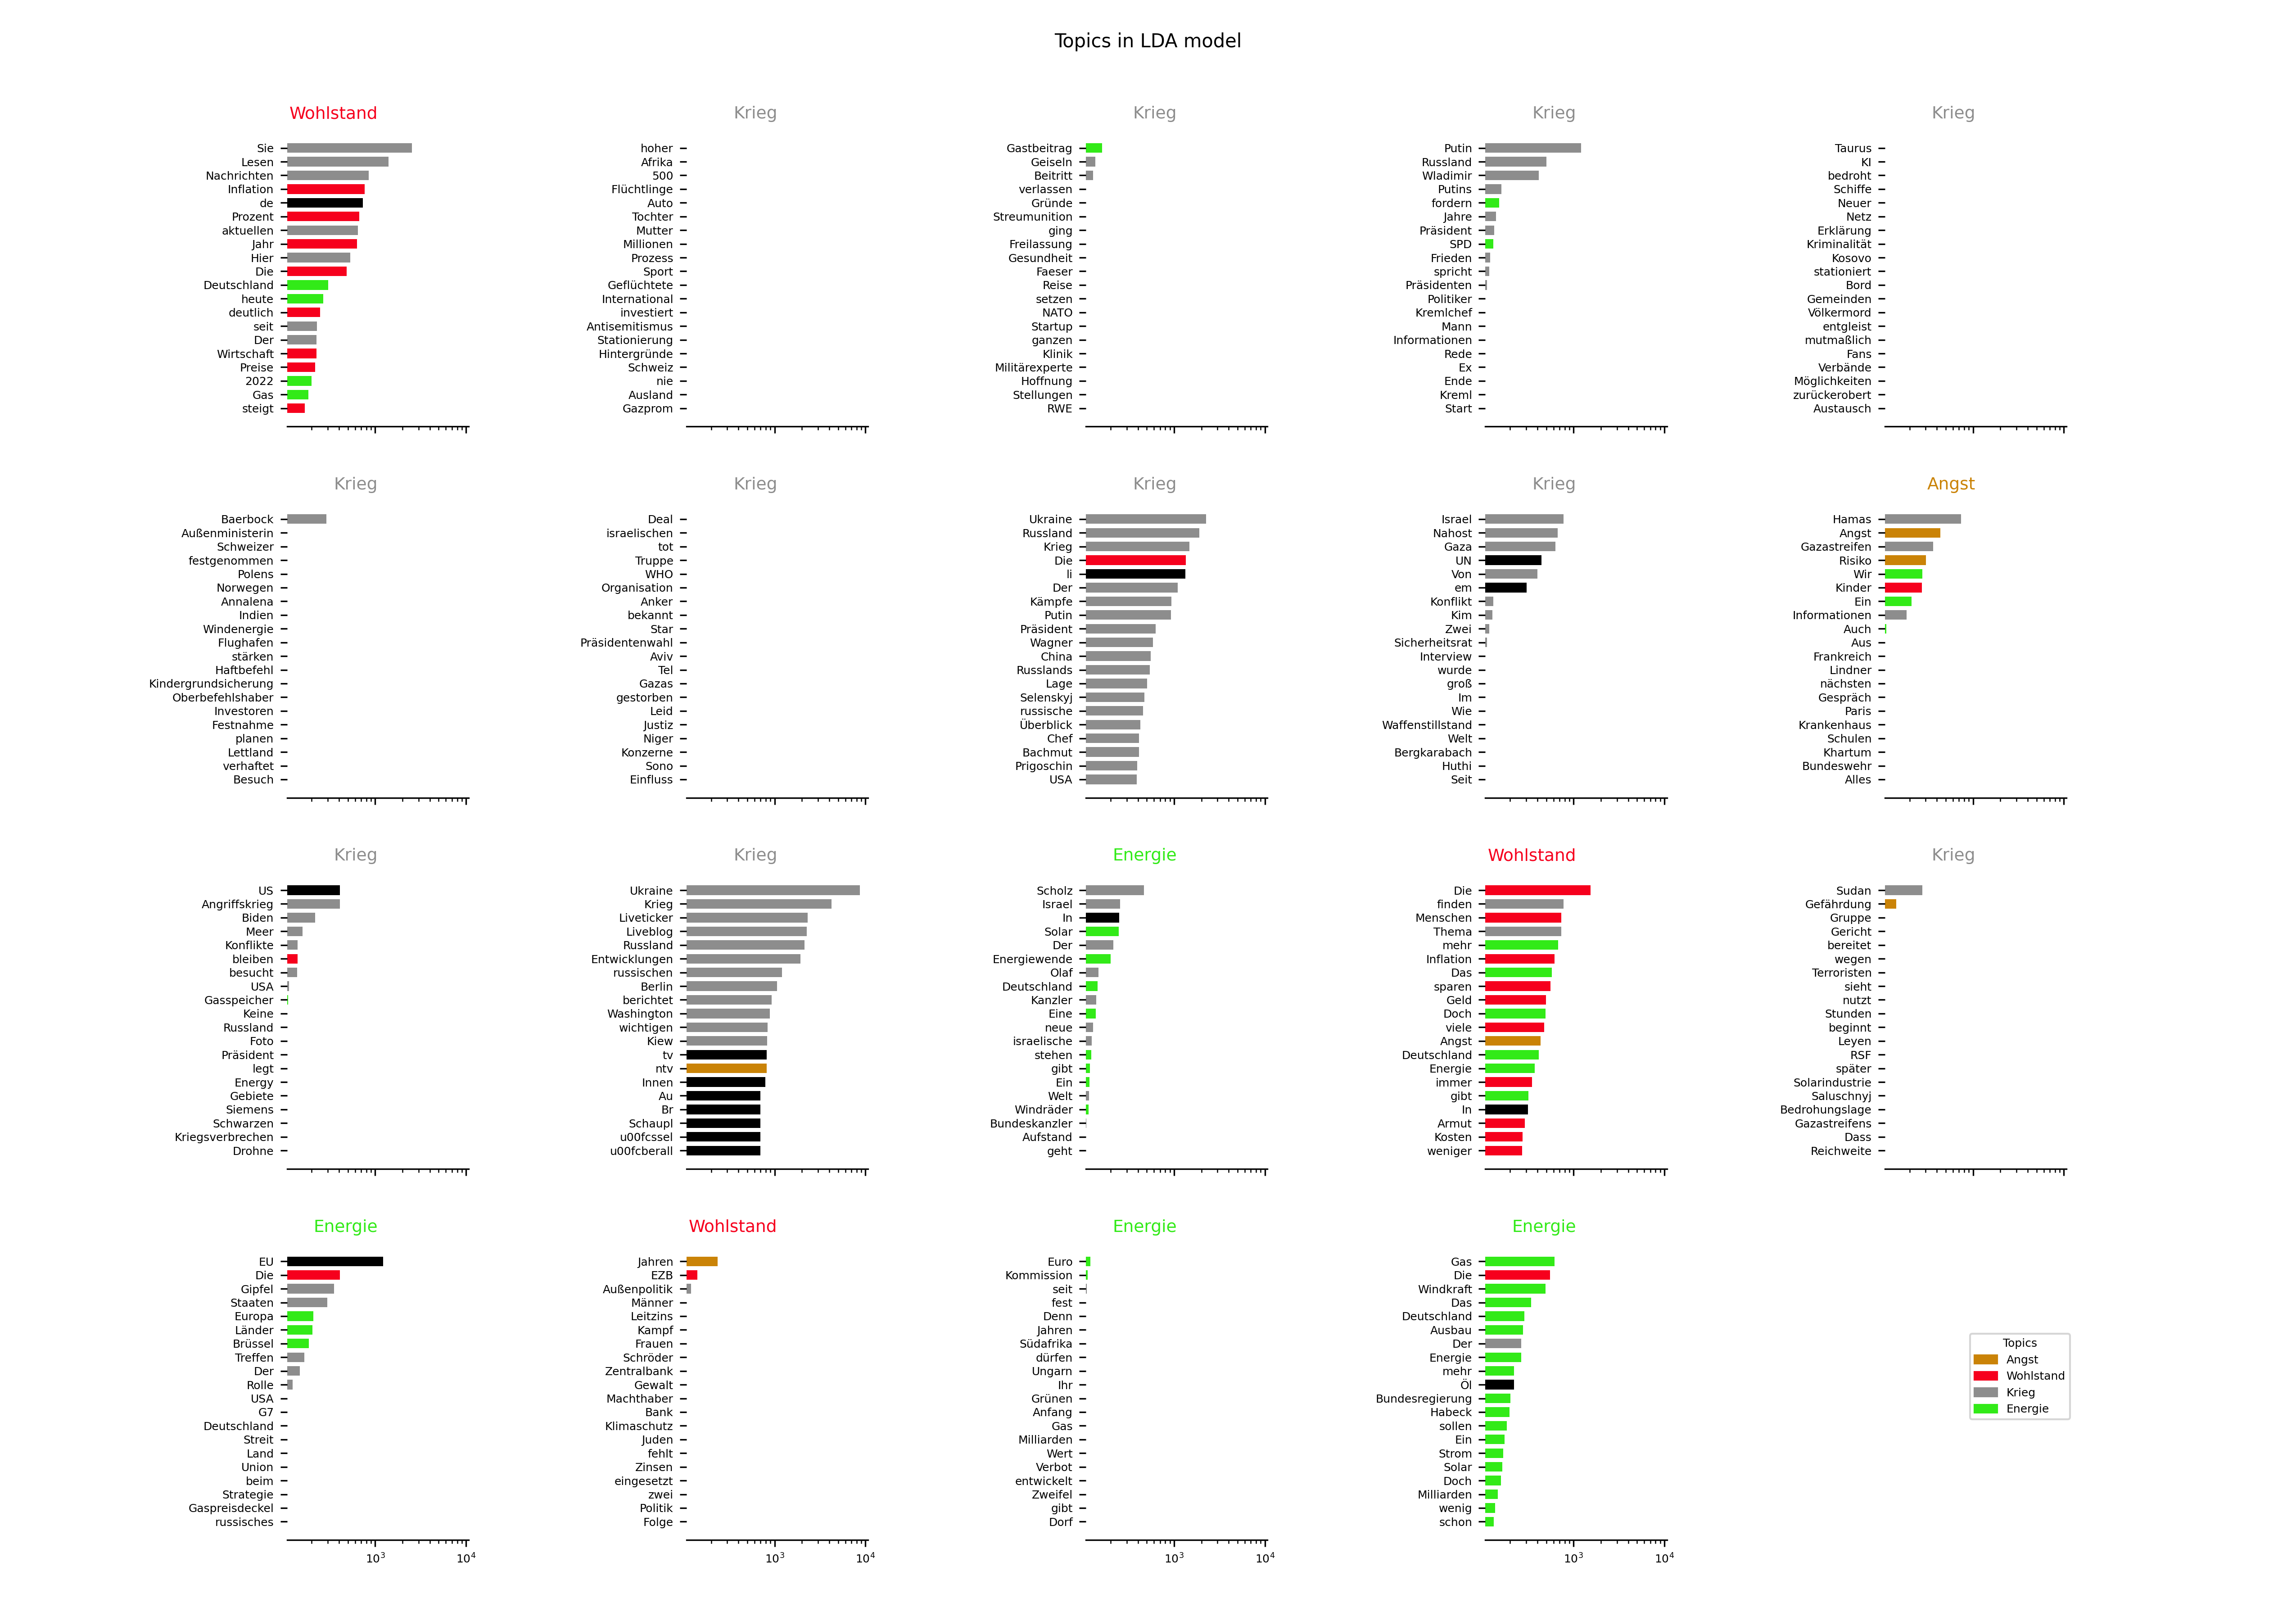 Topics in LDA model
Wohlstand
Sie
Lesen
Nachrichten
Inflation
de
Prozent
aktuellen
Jahr
Hier
Die
Deutschland
heute
deutlich
seit
Der
Wirtschaft
Preise
2022
Gas
steigt
Krieg
hoher
Afrika
500
Flüchtlinge
Auto
Tochter
Mutter
Millionen
Prozess
Sport
Geflüchtete
International
investiert
Antisemitismus
Stationierung
Hintergründe
Schweiz
nie
Ausland
Gazprom
Krieg
Gastbeitrag
Geiseln
Beitritt
verlassen
Gründe
Streumunition
ging
Freilassung
Gesundheit
Faeser
Reise
setzen
NATO
Startup
ganzen
Klinik
Militärexperte
Hoffnung
Stellungen
RWE
Krieg
Putin
Russland
Wladimir
Putins
fordern
Jahre
Präsident
SPD
Frieden
spricht
Präsidenten
Politiker
Kremlchef
Mann
Informationen
Rede
Ex
Ende
Kreml
Start
Krieg
Taurus
KI
bedroht
Schiffe
Neuer
Netz
Erklärung
Kriminalität
Kosovo
stationiert
Bord
Gemeinden
Völkermord
entgleist
mutmaßlich
Fans
Verbände
Möglichkeiten
zurückerobert
Austausch
Krieg
Baerbock
Außenministerin
Schweizer
festgenommen
Polens
Norwegen
Annalena
Indien
Windenergie
Flughafen
stärken
Haftbefehl
Kindergrundsicherung
Oberbefehlshaber
Investoren
Festnahme
planen
Lettland
verhaftet
Besuch
Krieg
Deal
israelischen
tot
Truppe
WHO
Organisation
Anker
bekannt
Star
Präsidentenwahl
Aviv
Tel
Gazas
gestorben
Leid
Justiz
Niger
Konzerne
Sono
Einfluss
Krieg
Ukraine
Russland
Krieg
Die
li
Der
Kämpfe
Putin
Präsident
Wagner
China
Russlands
Lage
Selenskyj
russische
Überblick
Chef
Bachmut
Prigoschin
USA
Krieg
Israel
Nahost
Gaza
UN
Von
em
Konflikt
Kim
Zwei
Sicherheitsrat
Interview
wurde
groß
Im
Wie
Waffenstillstand
Welt
Bergkarabach
Huthi
Seit
Angst
Hamas
Angst
Gazastreifen
Risiko
Wir
Kinder
Ein
Informationen
Auch
Aus
Frankreich
Lindner
nächsten
Gespräch
Paris
Krankenhaus
Schulen
Khartum
Bundeswehr
Alles
Krieg
US
Angriffskrieg
Biden
Meer
Konflikte
bleiben
besucht
USA
Gasspeicher
Keine
Russland
Foto
Präsident
legt
Energy
Gebiete
Siemens
Schwarzen
Kriegsverbrechen
Drohne
Krieg
Ukraine
Krieg
Liveticker
Liveblog
Russland
Entwicklungen
russischen
Berlin
berichtet
Washington
wichtigen
Kiew
tv
ntv
Innen
Au
Br
Schaupl
u00fcssel
u00fcberall
Energie
Scholz
Israel
In
Solar
Der
Energiewende
Olaf
Deutschland
Kanzler
Eine
neue
israelische
stehen
gibt
Ein
Welt
Windräder
Bundeskanzler
Aufstand
geht
Wohlstand
Die
finden
Menschen
Thema
mehr
Inflation
Das
sparen
Geld
Doch
viele
Angst
Deutschland
Energie
immer
gibt
In
Armut
Kosten
weniger
Krieg
Sudan
Gefährdung
Gruppe
Gericht
bereitet
wegen
Terroristen
sieht
nutzt
Stunden
beginnt
Leyen
RSF
später
Solarindustrie
Saluschnyj
Bedrohungslage
Gazastreifens
Dass
Reichweite
Energie
EU
Die
Gipfel
Staaten
Europa
Länder
Brüssel
Treffen
Der
Rolle
USA
G7
Deutschland
Streit
Land
Union
beim
Strategie
Gaspreisdeckel
russisches
10³ 10⁴
Wohlstand
Jahren
EZB
Außenpolitik
Männer
Leitzins
Kampf
Frauen
Schröder
Zentralbank
Gewalt
Machthaber
Bank
Klimaschutz
Juden
fehlt
Zinsen
eingesetzt
zwei
Politik
Folge
10³ 10⁴
Energie
Euro
Kommission
seit
fest
Denn
Jahren
Südafrika
dürfen
Ungarn
Ihr
Grünen
Anfang
Gas
Milliarden
Wert
Verbot
entwickelt
Zweifel
gibt
Dorf
10³ 10⁴
Energie
Gas
Die
Windkraft
Das
Deutschland
Ausbau
Der
Energie
mehr
Öl
Bundesregierung
Habeck
sollen
Ein
Strom
Solar
Doch
Milliarden
wenig
schon
10³ 10⁴
Topics
Angst
Wohlstand
Krieg
Energie